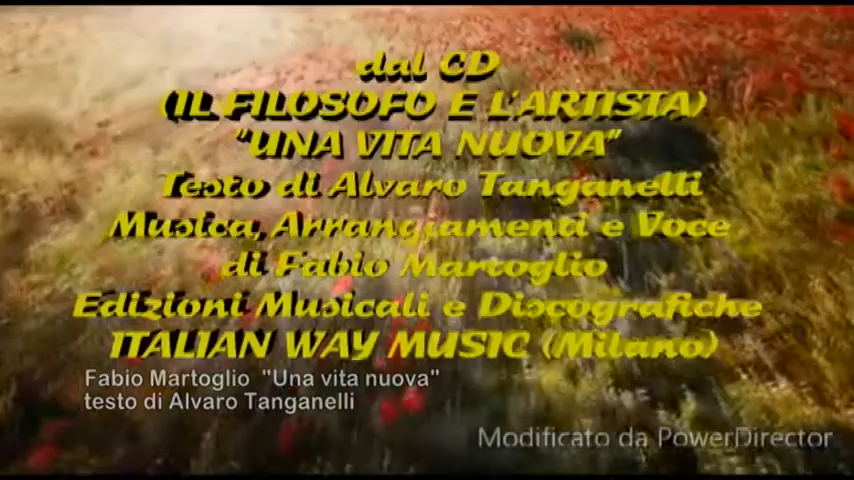 dal CD
(IL FILOSOFO E L'ARTISTA)
"UNA VITA NUOVA"
Testo di Alvaro Tanganelli
Musica, Arrangiamenti e Voce
di Fabio Martoglio
Edizioni Musicali e Discografiche
ITALIAN WAY MUSIC (Milano)
Fabio Martoglio "Una vita nuova"
testo di Alvaro Tanganelli
Modificato da PowerDirector